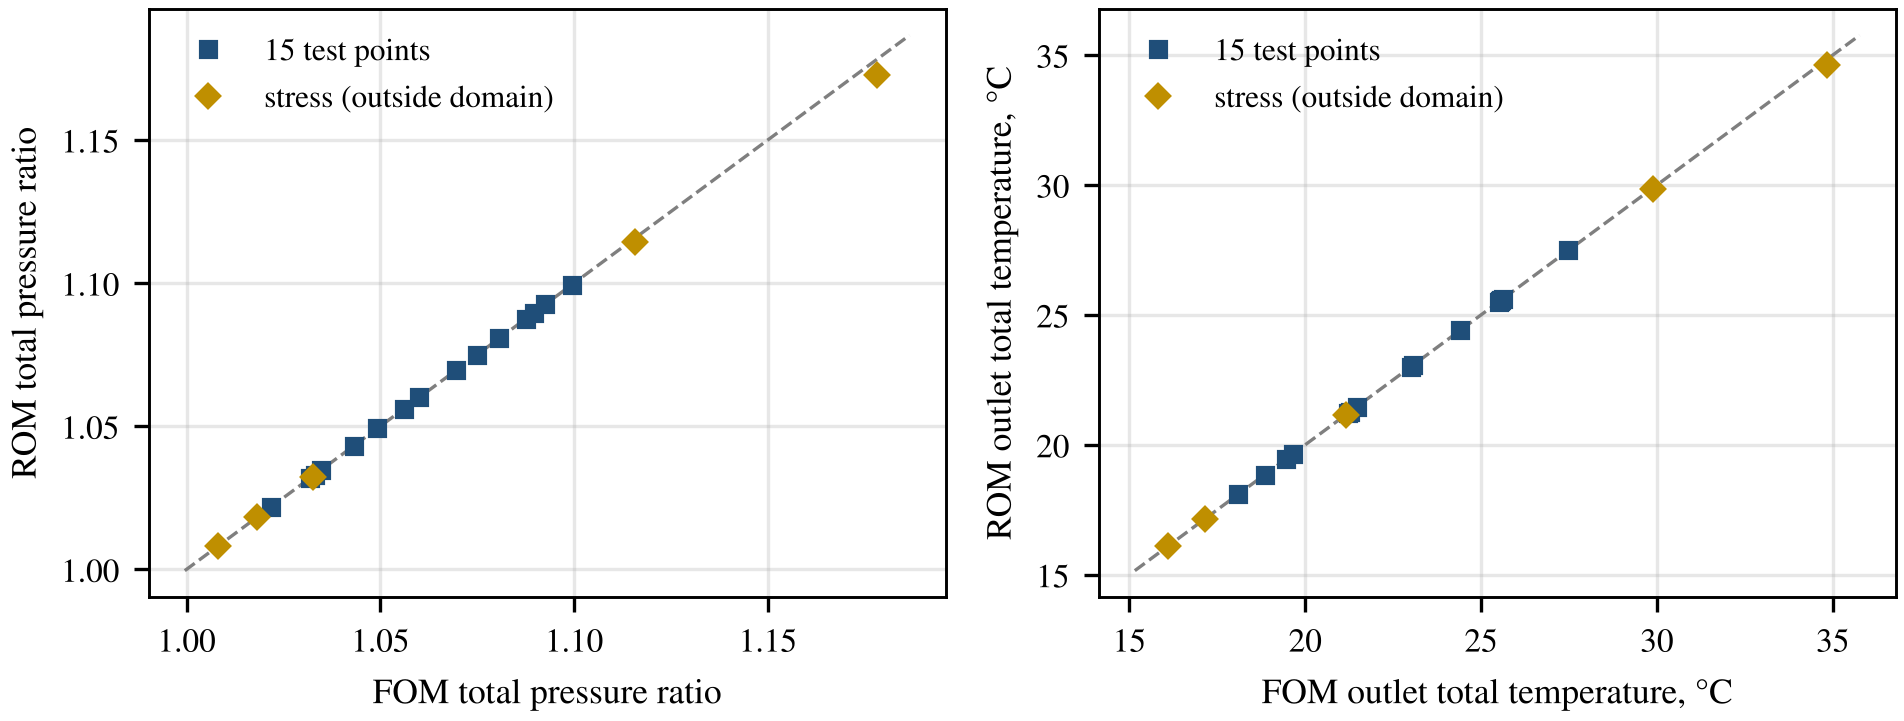 15 test points
stress (outside domain)
ROM total pressure ratio
1.15
1.10
1.05
1.00
1.00 1.05 1.10 1.15
FOM total pressure ratio
15 test points
stress (outside domain)
ROM outlet total temperature, °C
35
30
25
20
15
15 20 25 30 35
FOM outlet total temperature, °C